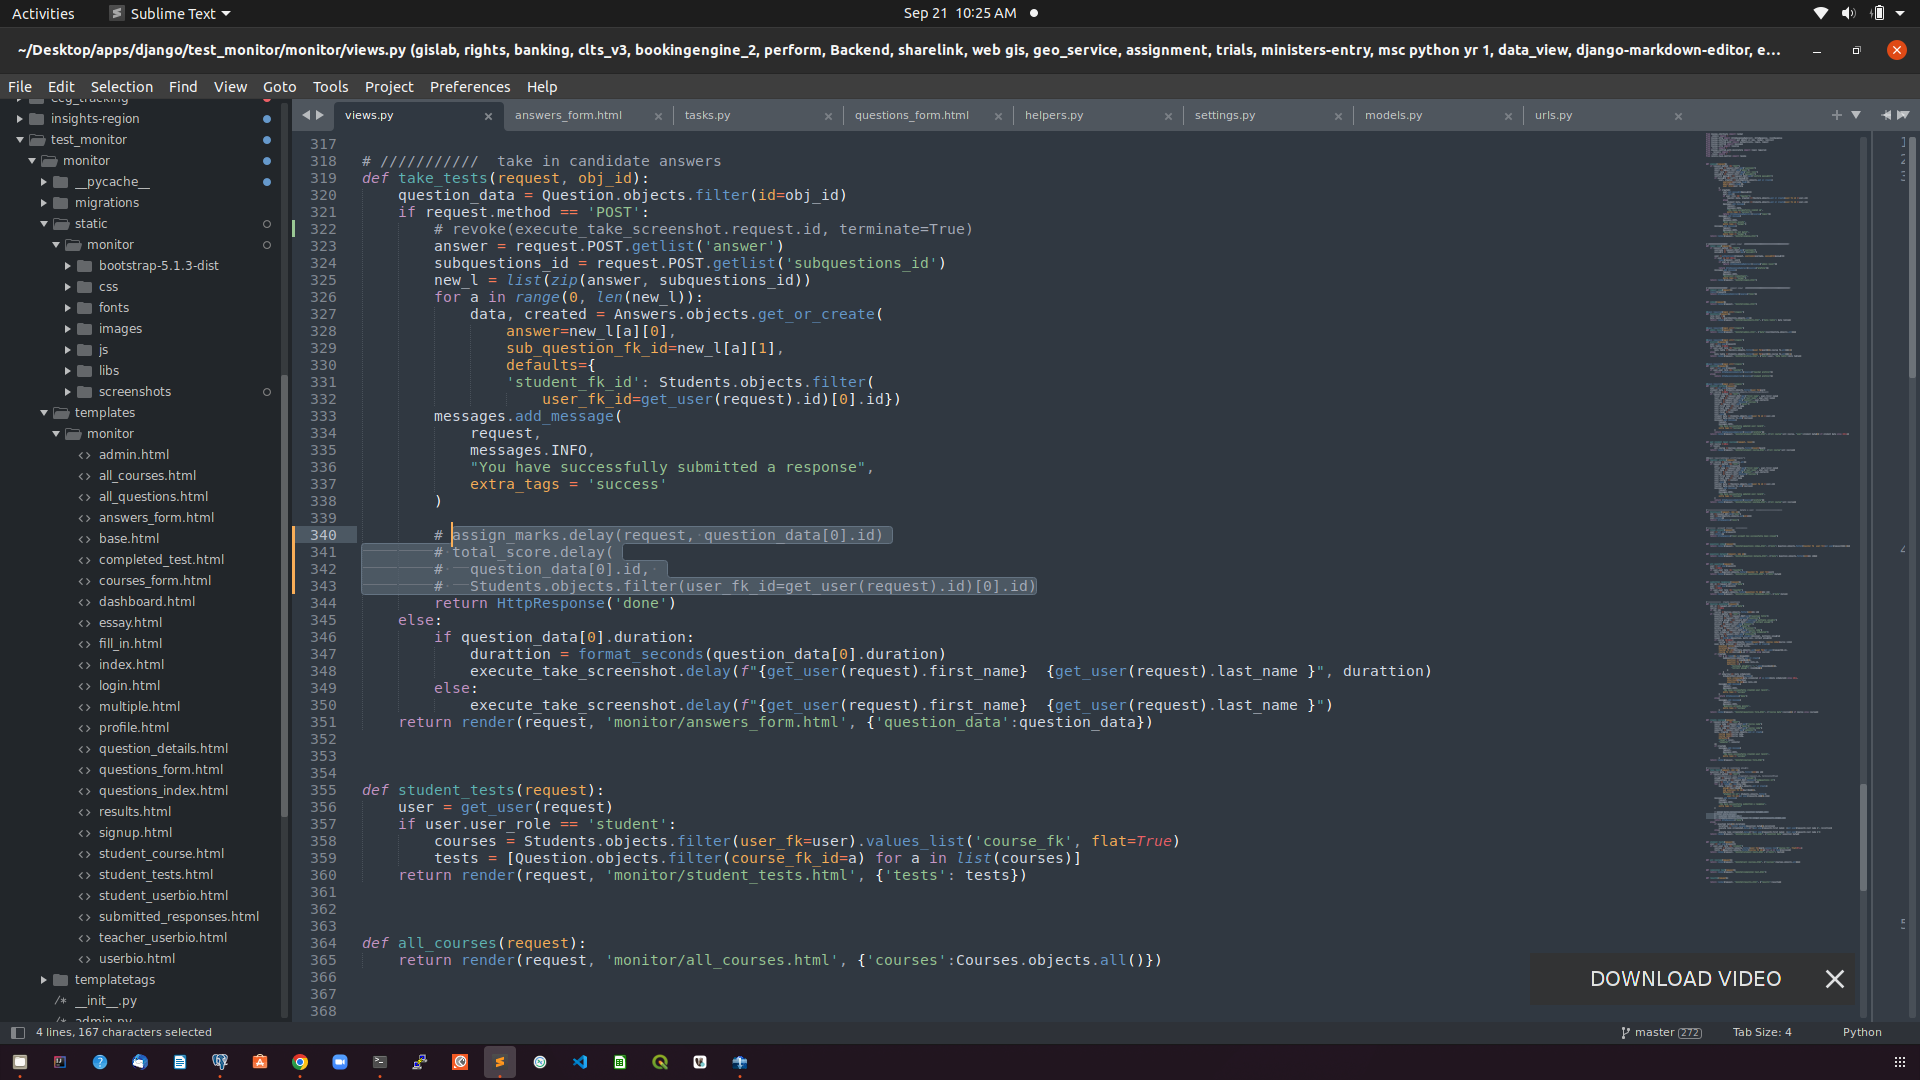 Activities
Sublime Text
Sep 21 10:25 AM
~/Desktop/apps/django/test_monitor/monitor/views.py (gislab, rights, banking, clts_v3, bookingengine_2, perform, Backend, sharelink, web gis, geo_service, assignment, trials, ministers-entry, msc python yr 1, data_view, django-markdown-editor, e...
File Edit Selection Find View Goto Tools Project Preferences Help
insights-region
test_monitor
monitor
__pycache__
migrations
static
monitor
bootstrap-5.1.3-dist
css
fonts
images
js
libs
screenshots
templates
monitor
admin.html
all_courses.html
all_questions.html
answers_form.html
base.html
completed_test.html
courses_form.html
dashboard.html
essay.html
fill_in.html
index.html
login.html
multiple.html
profile.html
question_details.html
questions_form.html
questions_index.html
results.html
signup.html
student_course.html
student_tests.html
student_userbio.html
submitted_responses.html
teacher_userbio.html
userbio.html
templatetags
/* __init__.py
views.py answers_form.html tasks.py questions_form.html helpers.py settings.py models.py urls.py
317
318 # /////////// take in candidate answers
319 def take_tests(request, obj_id):
320     question_data = Question.objects.filter(id=obj_id)
321     if request.method == 'POST':
322         # revoke(execute_take_screenshot.request.id, terminate=True)
323         answer = request.POST.getlist('answer')
324         subquestions_id = request.POST.getlist('subquestions_id')
325         new_l = list(zip(answer, subquestions_id))
326         for a in range(0, len(new_l)):
327             data, created = Answers.objects.get_or_create(
328                 answer=new_l[a][0],
329                 sub_question_fk_id=new_l[a][1],
330                 defaults={
331                 'student_fk_id': Students.objects.filter(
332                     user_fk_id=get_user(request).id)[0].id})
333         messages.add_message(
334             request,
335             messages.INFO,
336             "You have successfully submitted a response",
337             extra_tags = 'success'
338         )
339
340         # assign_marks.delay(request, question_data[0].id)
341         # total_score.delay(
342         #   question_data[0].id,
343         #   Students.objects.filter(user_fk_id=get_user(request).id)[0].id)
344         return HttpResponse('done')
345     else:
346         if question_data[0].duration:
347             durattion = format_seconds(question_data[0].duration)
348             execute_take_screenshot.delay(f"{get_user(request).first_name}  {get_user(request).last_name }", durattion)
349         else:
350             execute_take_screenshot.delay(f"{get_user(request).first_name}  {get_user(request).last_name }")
351     return render(request, 'monitor/answers_form.html', {'question_data':question_data})
352
353
354
355 def student_tests(request):
356     user = get_user(request)
357     if user.user_role == 'student':
358         courses = Students.objects.filter(user_fk=user).values_list('course_fk', flat=True)
359         tests = [Question.objects.filter(course_fk_id=a) for a in list(courses)]
360     return render(request, 'monitor/student_tests.html', {'tests': tests})
361
362
363
364 def all_courses(request):
365     return render(request, 'monitor/all_courses.html', {'courses':Courses.objects.all()})
366
367
368
DOWNLOAD VIDEO
4 lines, 167 characters selected
master 272
Tab Size: 4
Python